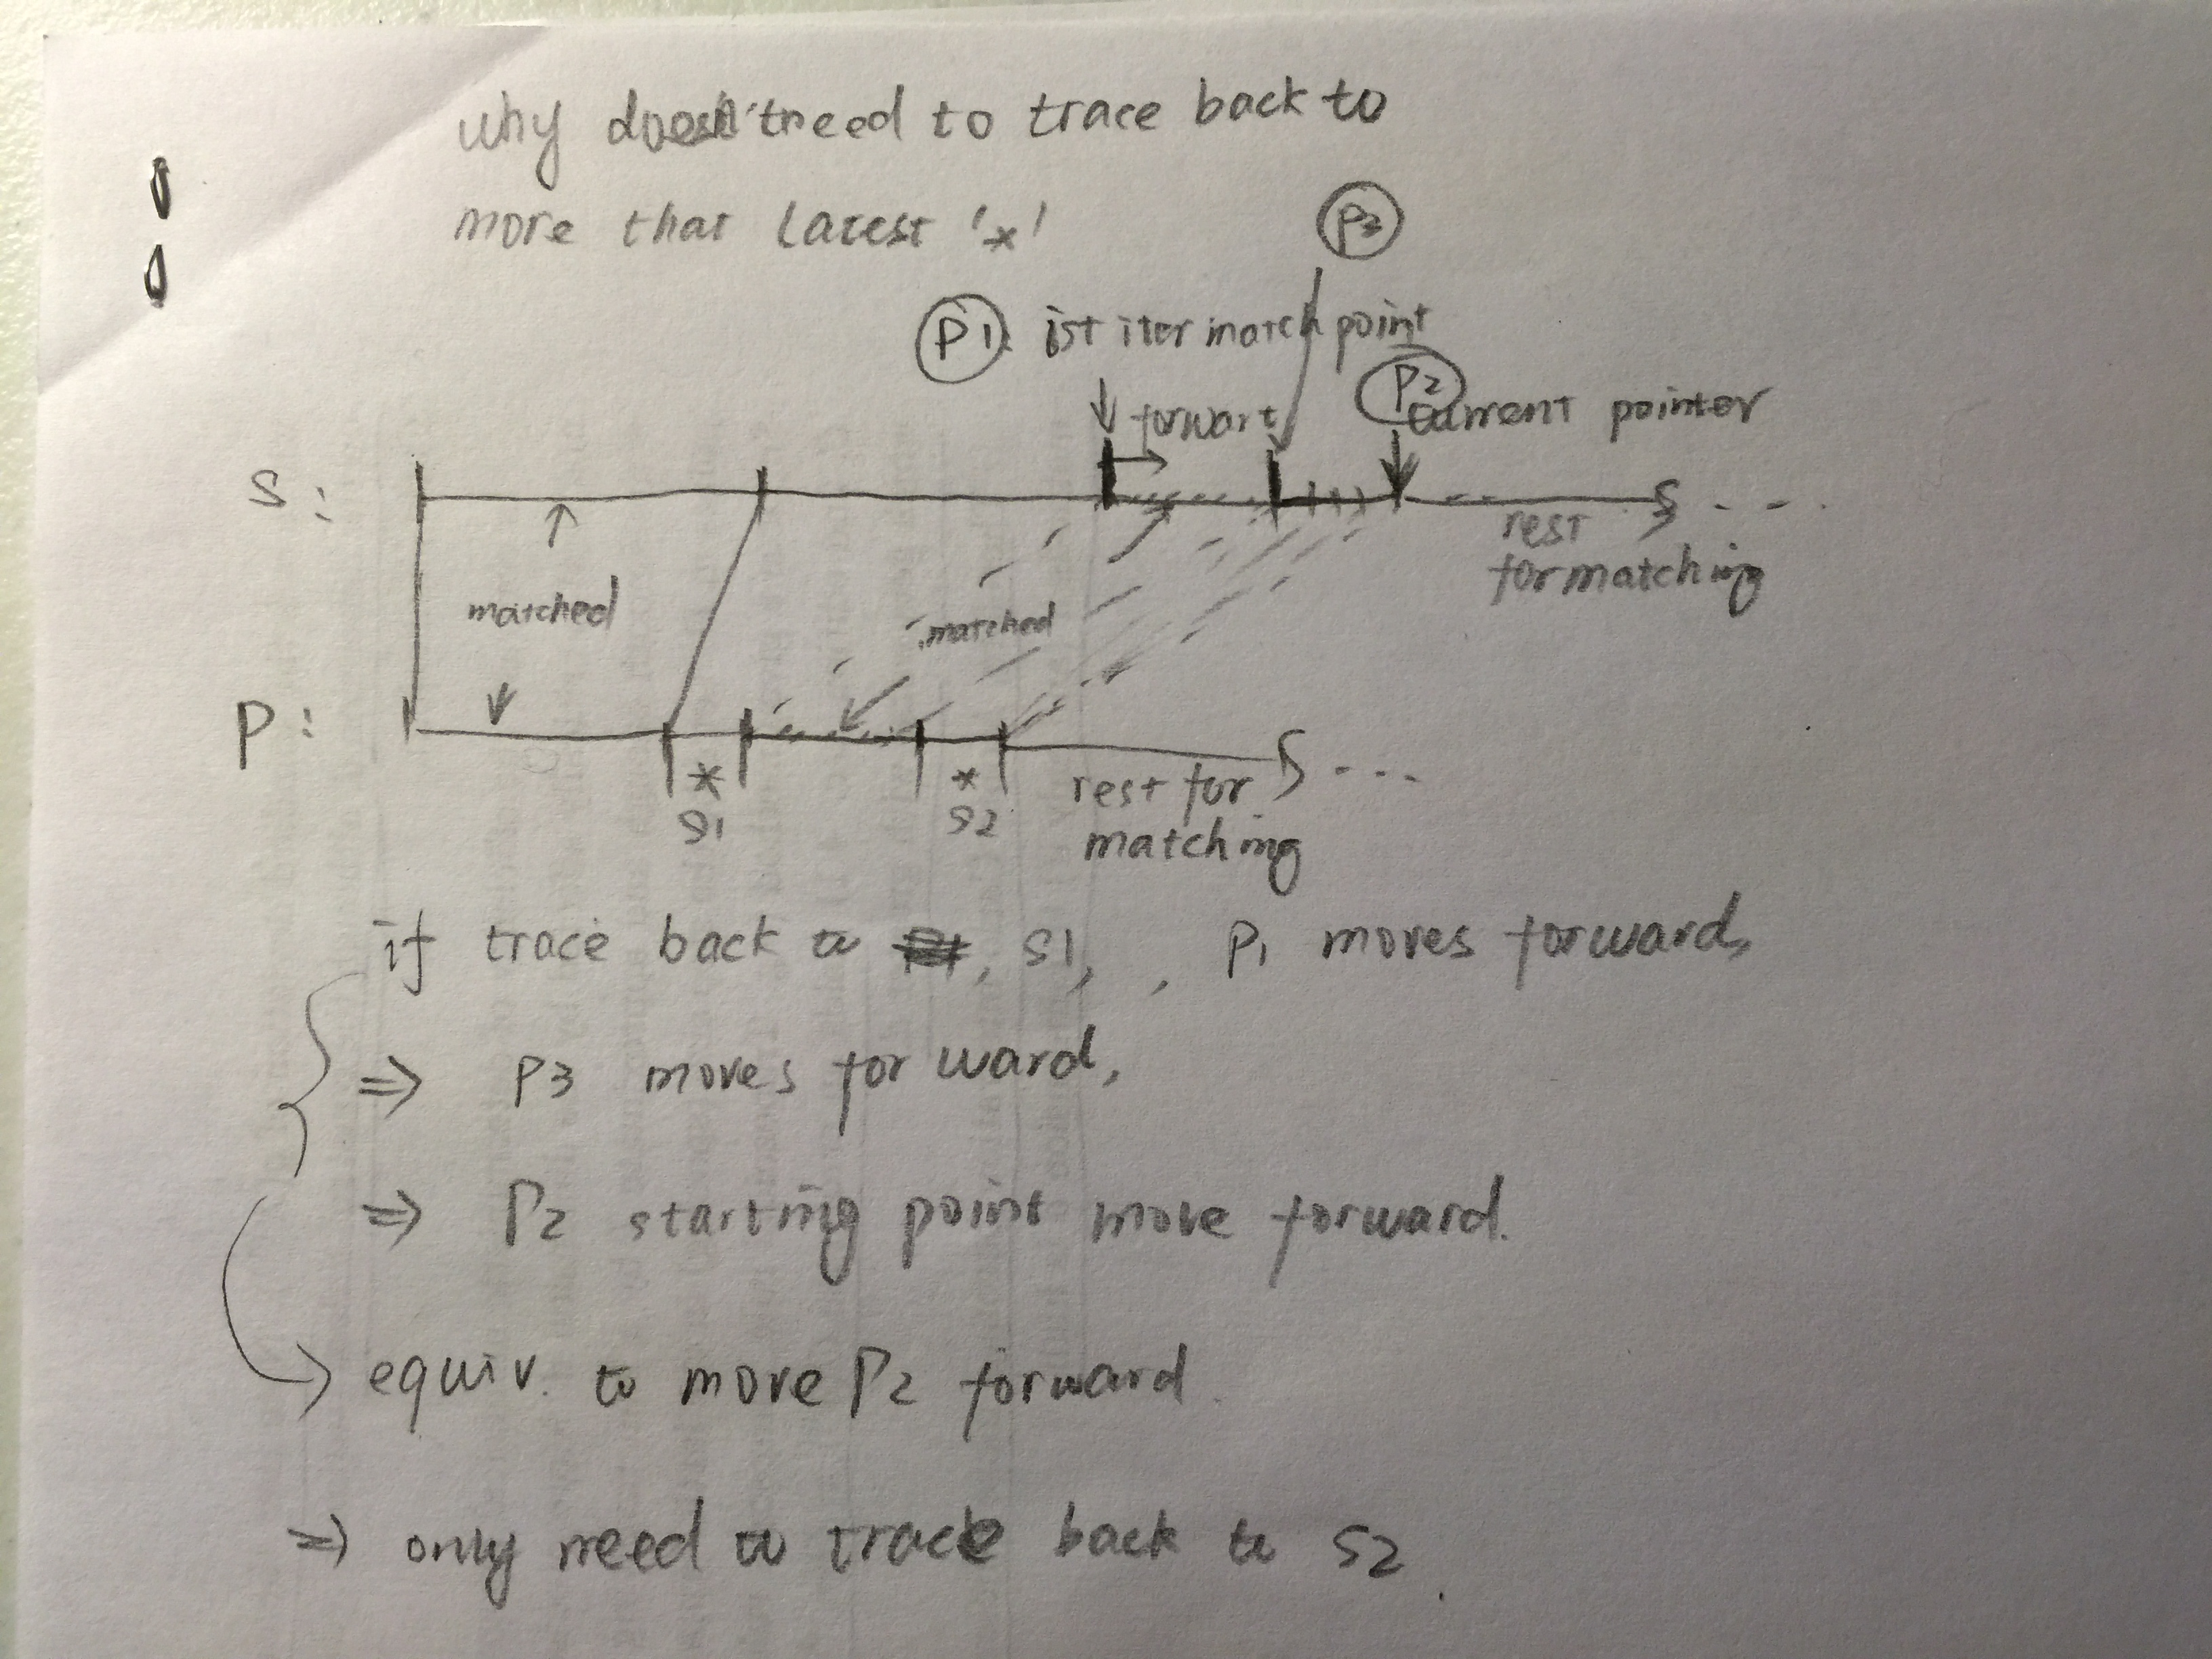 why doesn't need to trace back to
more than latest '*'
P3
P1 1st iter match point
P2 current pointer
forward
S:
matched
matched
rest
for matching
P:
*
S1
*
S2
rest for
matching
if trace back to S1, P1 moves forward,
⇒ P3 moves forward,
⇒ P2 starting point move forward.
equiv. to move P2 forward
⇒ only need to trace back to S2.